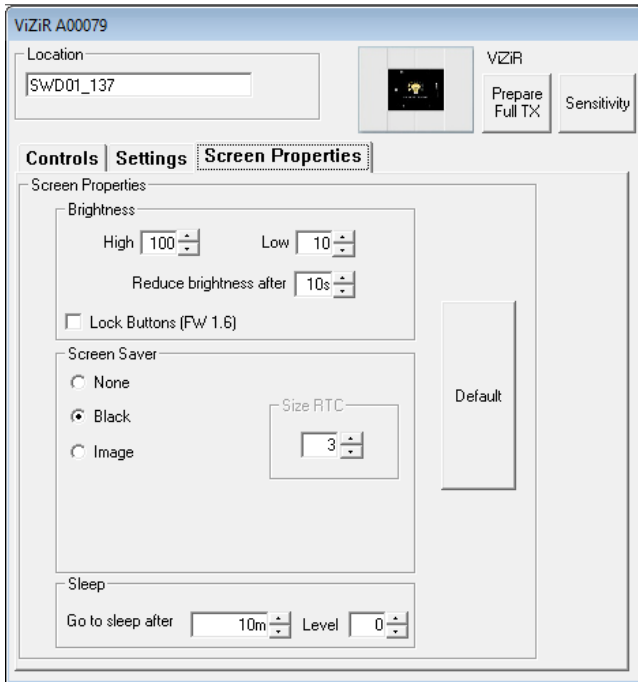 ViZiR A00079
Location
SWD01_137
ViZiR
Prepare
Full TX
Sensitivity
Controls
Settings
Screen Properties
Screen Properties
Brightness
High 100
Low 10
Reduce brightness after 10s
Lock Buttons (FW 1.6)
Screen Saver
None
Black
Image
Size RTC
3
Default
Sleep
Go to sleep after 10m Level 0